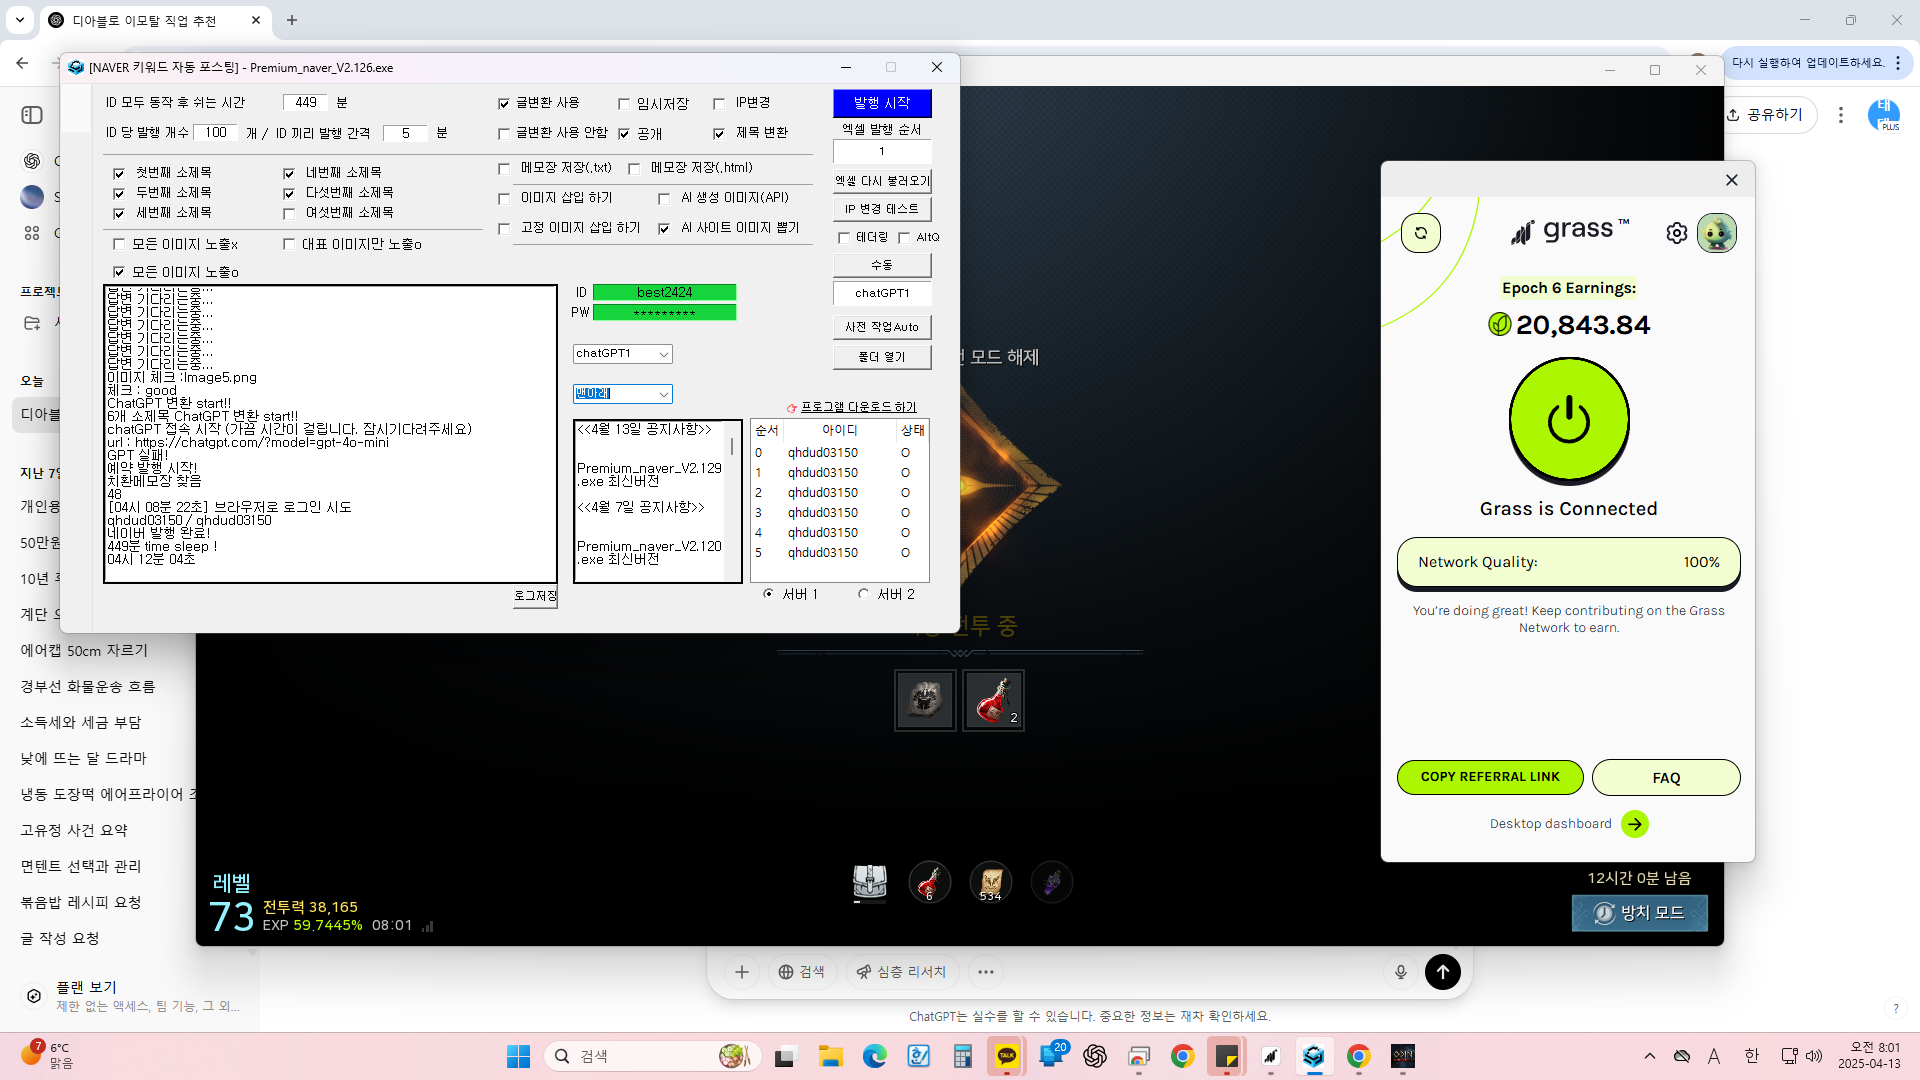 디아블로 이모탈 직업 추천
다시 실행하여 업데이트하세요.
[NAVER 키워드 자동 포스팅] - Premium_naver_V2.126.exe
ID 모두 동작 후 쉬는 시간 449 분
글변환 사용 임시저장 IP변경
발행 시작
ID 당 발행 개수 100 개 / ID 끼리 발행 간격 5 분
글변환 사용 안함 공개 제목 변환
엑셀 발행 순서
1
첫번째 소제목 네번째 소제목
메모장 저장(.txt) 메모장 저장(.html)
엑셀 다시 불러오기
두번째 소제목 다섯번째 소제목
이미지 삽입 하기 AI 생성 이미지(API)
IP 변경 테스트
세번째 소제목 여섯번째 소제목
고정 이미지 삽입 하기 AI 사이트 이미지 뽑기
테더링 AltQ
모든 이미지 노출x 대표 이미지만 노출o
수동
모든 이미지 노출o
chatGPT1
사전 작업Auto
폴더 열기
답변 기다리는중...
답변 기다리는중...
답변 기다리는중...
답변 기다리는중...
답변 기다리는중...
답변 기다리는중...
이미지 체크 :Image5.png
체크 : good
ChatGPT 변환 start!!
6개 소제목 ChatGPT 변환 start!!
chatGPT 접속 시작 (가끔 시간이 걸립니다. 잠시기다려주세요)
url : https://chatgpt.com/?model=gpt-4o-mini
GPT 실패!
예약 발행 시작!
치환메모장 찾음
48
[04시 08분 22초] 브라우저로 로그인 시도
qhdud03150 / qhdud03150
네이버 발행 완료!
449분 time sleep !
04시 12분 04초
로그저장
ID best2424
PW *********
chatGPT1
맨아래
프로그램 다운로드 하기
<<4월 13일 공지사항>>
Premium_naver_V2.129
.exe 최신버전
<<4월 7일 공지사항>>
Premium_naver_V2.120
.exe 최신버전
순서 아이디 상태
0 qhdud03150 O
1 qhdud03150 O
2 qhdud03150 O
3 qhdud03150 O
4 qhdud03150 O
5 qhdud03150 O
서버 1 서버 2
프로젝트
오늘
디아블
지난 7일
개인용
50만원
10년
계단
에어캡 50cm 자르기
경부선 화물운송 흐름
소득세와 세금 부담
낮에 뜨는 달 드라마
냉동 도장떡 에어프라이어
고유정 사건 요약
면텐트 선택과 관리
볶음밥 레시피 요청
글 작성 요청
플랜 보기
제한 없는 액세스, 팀 기능, 그 외...
모드 해제
전투 중
2
레벨
73
전투력 38,165
EXP 59.7445% 08:01
6
534
12시간 0분 남음
방치 모드
공유하기
태
PLUS
grass™
Epoch 6 Earnings:
20,843.84
Grass is Connected
Network Quality: 100%
You're doing great! Keep contributing on the Grass
Network to earn.
COPY REFERRAL LINK
FAQ
Desktop dashboard
검색
심층 리서치
ChatGPT는 실수를 할 수 있습니다. 중요한 정보는 재차 확인하세요.
?
7
6°C
맑음
검색
TALK
20
A
한
오전 8:01
2025-04-13